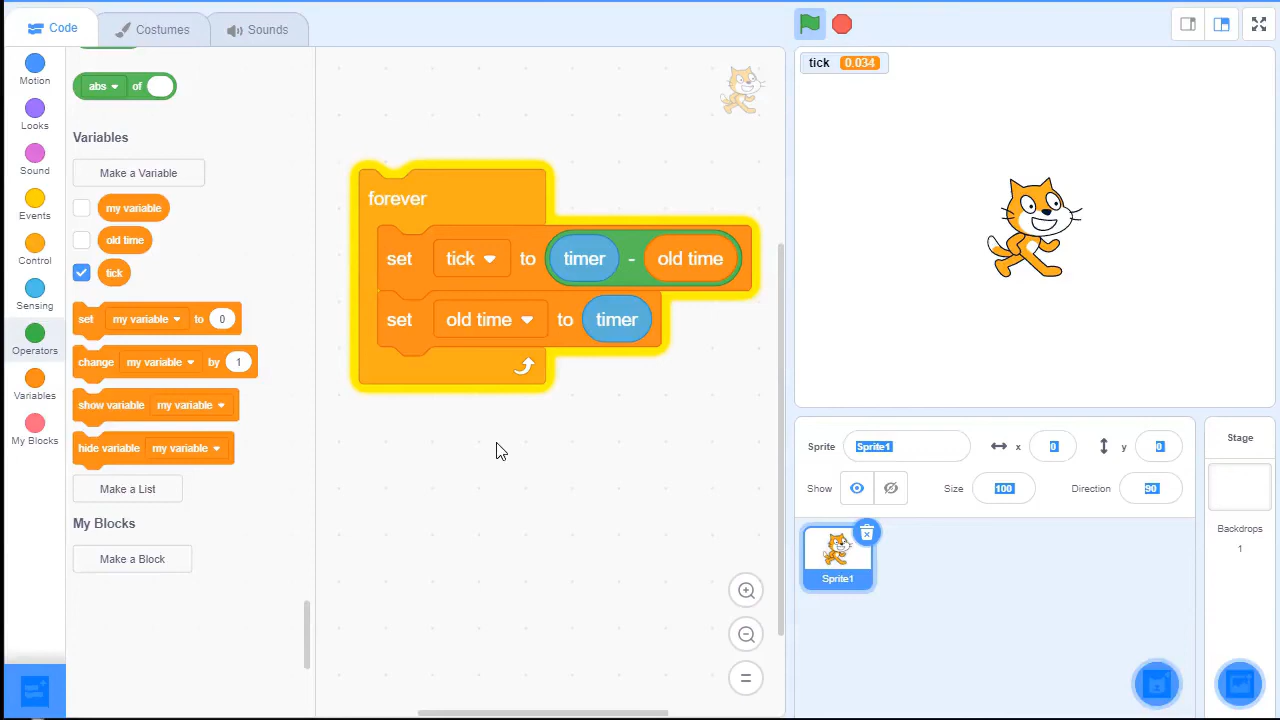 Code
Costumes
Sounds
Motion
Looks
Sound
Events
Control
Sensing
Operators
Variables
My Blocks
abs of
Variables
Make a Variable
my variable
old time
tick
set my variable to 0
change my variable by 1
show variable my variable
hide variable my variable
Make a List
My Blocks
Make a Block
forever
set tick to timer - old time
set old time to timer
tick 0.034
Sprite Sprite1 x 0 y 0
Show Size 100 Direction 90
Sprite1
Stage
Backdrops
1